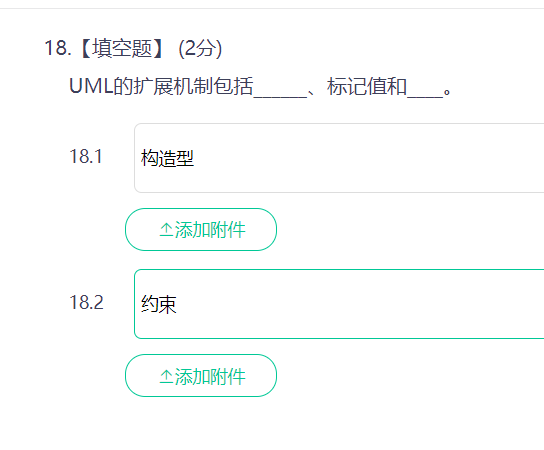 18.【填空题】 (2分)
UML的扩展机制包括______、标记值和____。
18.1 构造型
添加附件
18.2 约束
添加附件